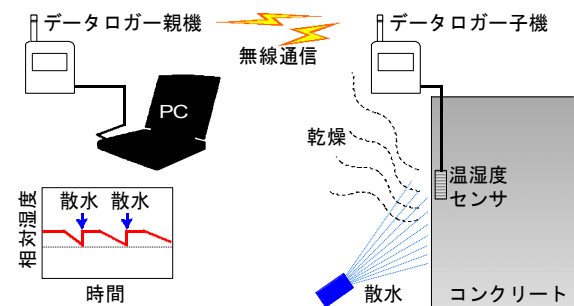 データロガー親機
データロガー子機
無線通信
PC
乾燥
温湿度
センサ
散水 散水
相対湿度
時間
散水
コンクリート